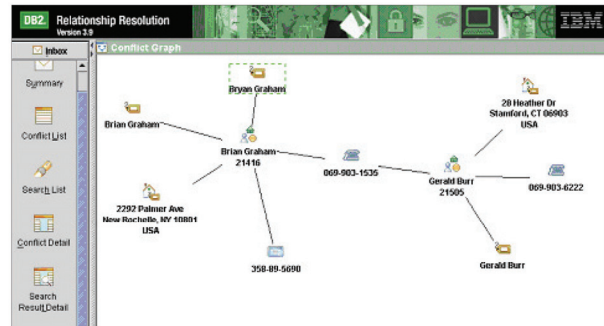 DB2. Relationship Resolution
Version 3.9
IBM
Inbox
Conflict Graph
Summary
Conflict List
Search List
Conflict Detail
Search
Result Detail
Bryan Graham
Brian Graham
Brian Graham
21416
2292 Palmer Ave
New Rochelle, NY 10801
USA
358-89-5690
069-903-1535
Gerald Burr
21505
28 Heather Dr
Stamford, CT 06903
USA
069-903-6222
Gerald Burr